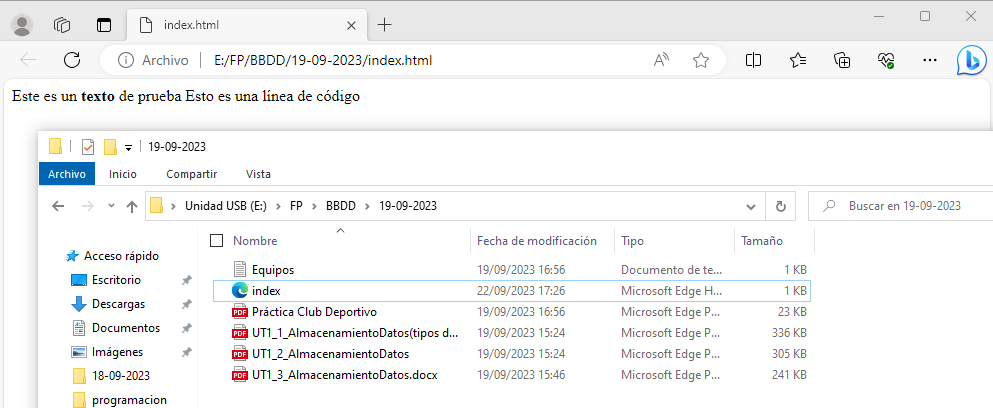 index.html
Archivo E:/FP/BBDD/19-09-2023/index.html
Este es un texto de prueba Esto es una línea de código
19-09-2023
Archivo Inicio Compartir Vista
Unidad USB (E:) > FP > BBDD > 19-09-2023 Buscar en 19-09-2023
Nombre Fecha de modificación Tipo Tamaño
Acceso rápido
Escritorio
Descargas
Documentos
Imágenes
18-09-2023
programacion
Equipos 19/09/2023 16:56 Documento de te... 1 KB
index 22/09/2023 17:26 Microsoft Edge H... 1 KB
PDF Práctica Club Deportivo 19/09/2023 16:56 Microsoft Edge P... 23 KB
PDF UT1_1_AlmacenamientoDatos(tipos d... 19/09/2023 15:24 Microsoft Edge P... 336 KB
PDF UT1_2_AlmacenamientoDatos 19/09/2023 15:24 Microsoft Edge P... 305 KB
PDF UT1_3_AlmacenamientoDatos.docx 19/09/2023 15:46 Microsoft Edge P... 241 KB